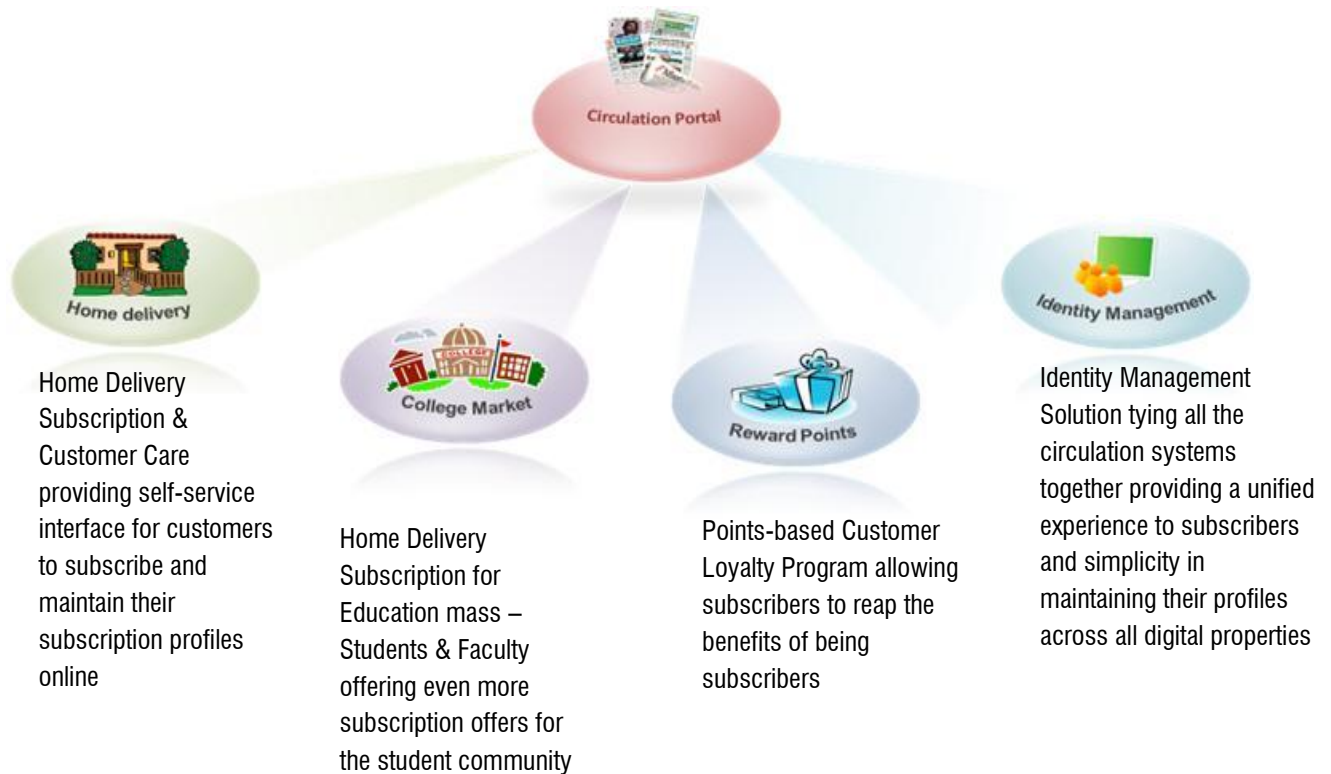 Circulation Portal
Home delivery
Home Delivery
Subscription &
Customer Care
providing self-service
interface for customers
to subscribe and
maintain their
subscription profiles
online
COLLEGE
College Market
Home Delivery
Subscription for
Education mass –
Students & Faculty
offering even more
subscription offers for
the student community
Reward Points
Points-based Customer
Loyalty Program allowing
subscribers to reap the
benefits of being
subscribers
Identity Management
Identity Management
Solution tying all the
circulation systems
together providing a unified
experience to subscribers
and simplicity in
maintaining their profiles
across all digital properties